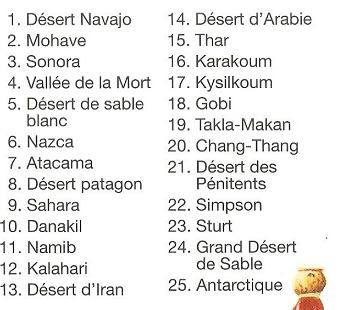 1. Désert Navajo
2. Mohave
3. Sonora
4. Vallée de la Mort
5. Désert de sable
blanc
6. Nazca
7. Atacama
8. Désert patagon
9. Sahara
10. Danakil
11. Namib
12. Kalahari
13. Désert d'Iran
14. Désert d'Arabie
15. Thar
16. Karakoum
17. Kysilkoum
18. Gobi
19. Takla-Makan
20. Chang-Thang
21. Désert des
Pénitents
22. Simpson
23. Sturt
24. Grand Désert
de Sable
25. Antarctique